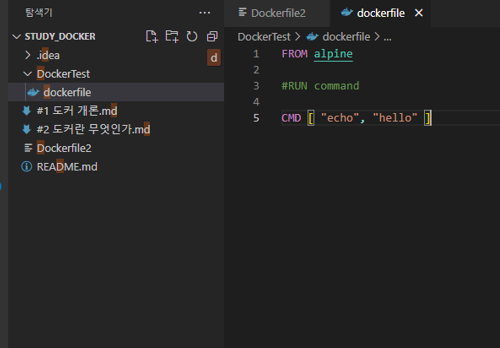 탐색기
STUDY_DOCKER
.idea
d
DockerTest
dockerfile
#1 도커 개론.md
#2 도커란 무엇인가.md
Dockerfile2
README.md
Dockerfile2
dockerfile
DockerTest > dockerfile > ...
1 FROM alpine
2
3 #RUN command
4
5 CMD [ "echo", "hello" ]